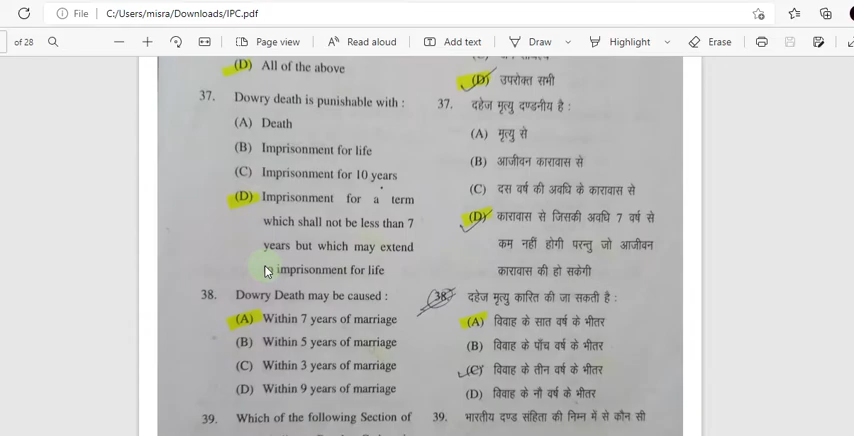 File C:/Users/misra/Downloads/IPC.pdf
of 28 Page view Read aloud Add text Draw Highlight Erase
(D) All of the above
(D) उपरोक्त सभी
37. Dowry death is punishable with :
(A) Death
(B) Imprisonment for life
(C) Imprisonment for 10 years
(D) Imprisonment for a term
which shall not be less than 7
years but which may extend
imprisonment for life
38. Dowry Death may be caused :
(A) Within 7 years of marriage
(B) Within 5 years of marriage
(C) Within 3 years of marriage
(D) Within 9 years of marriage
39. Which of the following Section of
37. दहेज मृत्यु दण्डनीय है :
(A) मृत्यु से
(B) आजीवन कारावास से
(C) दस वर्ष की अवधि के कारावास से
(D) कारावास से जिसकी अवधि 7 वर्ष से
कम नहीं होगी परन्तु जो आजीवन
कारावास की हो सकेगी
38. दहेज मृत्यु कारित की जा सकती है :
(A) विवाह के सात वर्ष के भीतर
(B) विवाह के पाँच वर्ष के भीतर
(C) विवाह के तीन वर्ष के भीतर
(D) विवाह के नौ वर्ष के भीतर
39. भारतीय दण्ड संहिता की निम्न में से कौन सी